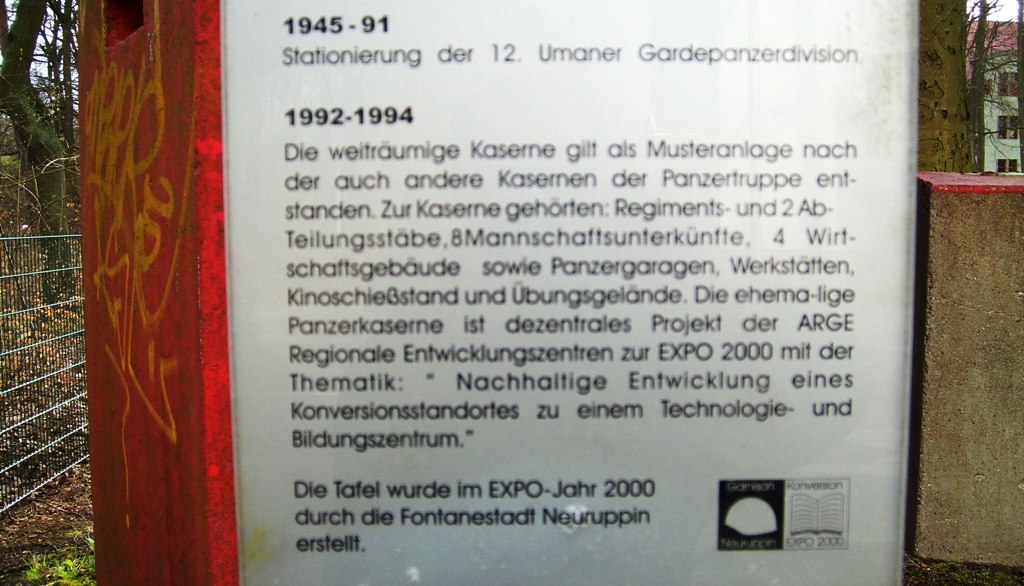 1945-91
Stationierung der 12. Umaner Gardepanzerdivision
1992-1994
Die weiträumige Kaserne gilt als Musteranlage nach
der auch andere Kasernen der Panzertruppe ent-
standen. Zur Kaserne gehörten: Regiments- und 2 Ab-
Teilungsstäbe,8Mannschaftsunterkünfte, 4 Wirt-
schaftsgebäude sowie Panzergaragen, Werkstätten,
Kinoschießstand und Übungsgelände. Die ehema-lige
Panzerkaserne ist dezentrales Projekt der ARGE
Regionale Entwicklungszentren zur EXPO 2000 mit der
Thematik: " Nachhaltige Entwicklung eines
Konversionsstandortes zu einem Technologie- und
Bildungszentrum."
Die Tafel wurde im EXPO-Jahr 2000
durch die Fontanestadt Neuruppin
erstellt.
Garnison Konversion
Neuruppin EXPO 2000